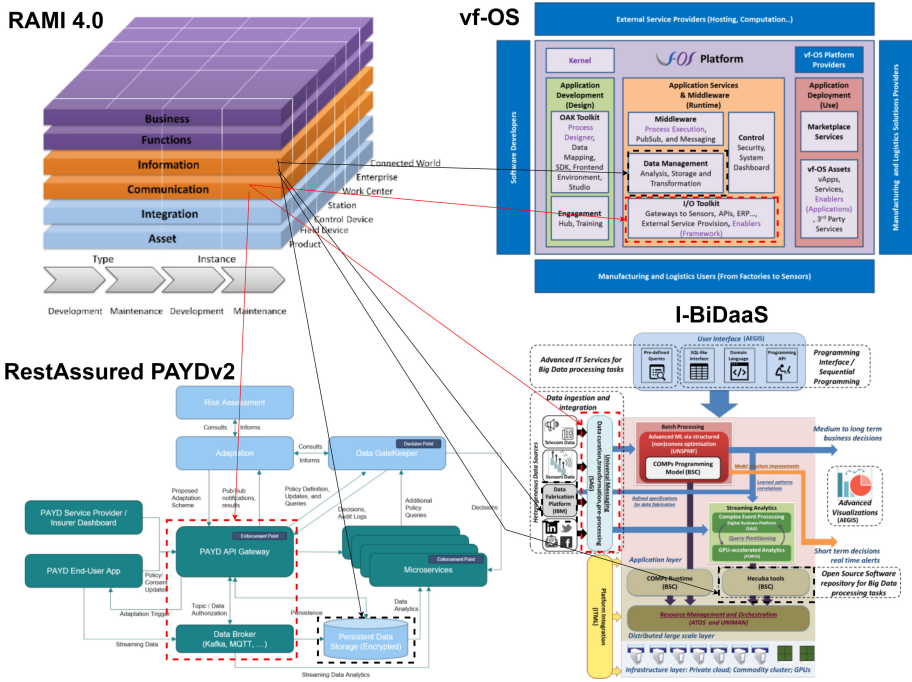 RAMI 4.0
Business
Functions
Information
Communication
Integration
Asset
Connected World
Enterprise
Work Center
Station
Control Device
Field Device
Product
Type
Instance
Development
Maintenance
Development
Maintenance
vf-OS
External Service Providers (Hosting, Computation..)
Software Developers
Manufacturing and Logistics Solutions Providers
Kernel
vf-OS Platform
vf-OS Platform
Providers
Application
Development
(Design)
OAK Toolkit
Process
Designer,
Data
Mapping,
SDK, Frontend
Environment,
Studio
Engagement
Hub, Training
Application Services
& Middleware
(Runtime)
Middleware
Process Execution,
PubSub, and Messaging
Data Management
Analysis, Storage and
Transformation
Control
Security,
System
Dashboard
I/O Toolkit
Gateways to Sensors, APIs, ERP...,
External Service Provision, Enablers
(Framework)
Application
Deployment
(Use)
Marketplace
Services
vf-OS Assets
vApps,
Services,
Enablers
(Applications)
, 3rd Party
Services
Manufacturing and Logistics Users (From Factories to Sensors)
RestAssured PAYDv2
Risk Assessment
Consults
Informs
Adaptation
Consults
Informs
Decision Point
Data GateKeeper
Proposed
Adaptation
Scheme
Pub/Sub
notifications,
results
Policy Definition,
Updates, and
Queries
Decisions,
Audit Logs
Additional
Policy
Queries
Decisions
PAYD Service Provider /
Insurer Dashboard
PAYD End-User App
Enforcement Point
PAYD API Gateway
Enforcement Point
Microservices
Policy/
Consent
Updates
Adaptation Trigger
Topic / Data
Authorization
Persistence
Data
Analytics
Data Broker
(Kafka, MQTT, ...)
Persistent Data
Storage (Encrypted)
Streaming Data
Streaming Data Analytics
I-BiDaaS
User Interface (AEGIS)
Advanced IT Services for
Big Data processing tasks
Pre-defined
Queries
SQL-like
interface
Domain
Language
Programming
API
Programming
Interface /
Sequential
Programming
Data ingestion and
integration
Heterogeneous Data Sources
Telecom Data
Sensors Data
Data
Fabrication
Platform
(IBM)
Data curation, transformation, pre-processing
Universal Messaging
(SAG)
Batch Processing
Advanced ML via structured
(non)convex optimisation
(UNSPMF)
COMPs Programming
Model (BSC)
Medium to long term
business decisions
Model structure improvements
Learned patterns
correlations
Refined specifications
for data fabrication
Advanced
Visualizations
(AEGIS)
Streaming Analytics
Complex Event Processing
Digital Business Platform
(SAG)
Query Partitioning
GPU-accelerated Analytics
(FORTH)
Short term decisions
real time alerts
Application layer
Platform Integration
(ITML)
COMPs Runtime
(BSC)
Hecuba tools
(BSC)
Open Source Software
repository for Big Data
processing tasks
Resource Management and Orchestration
(ATOS and UNIMAN)
Distributed large scale layer
Infrastructure layer: Private cloud; Commodity cluster; GPUs